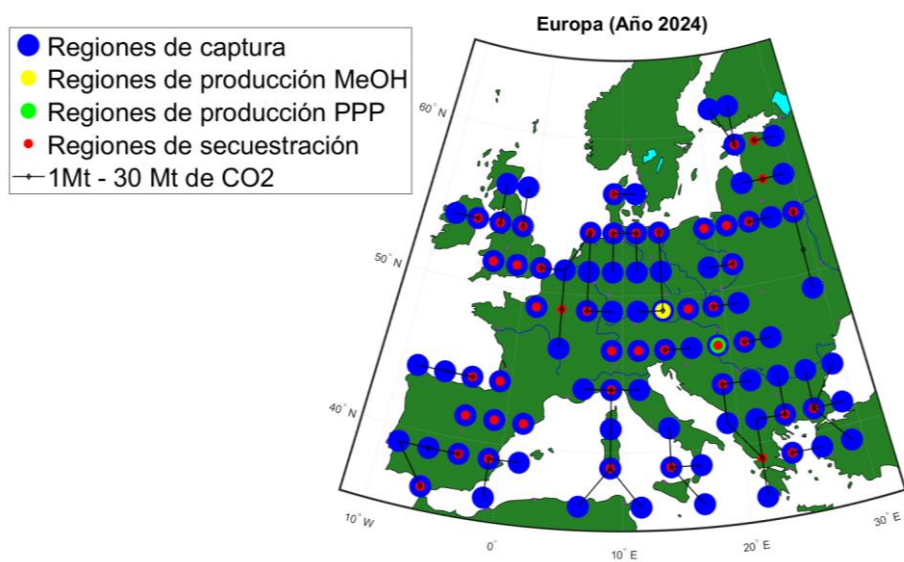 Europa (Año 2024)
Regiones de captura
Regiones de producción MeOH
Regiones de producción PPP
Regiones de secuestración
1Mt - 30 Mt de CO2
60° N
50° N
40° N
10° W
0°
10° E
20° E
30° E